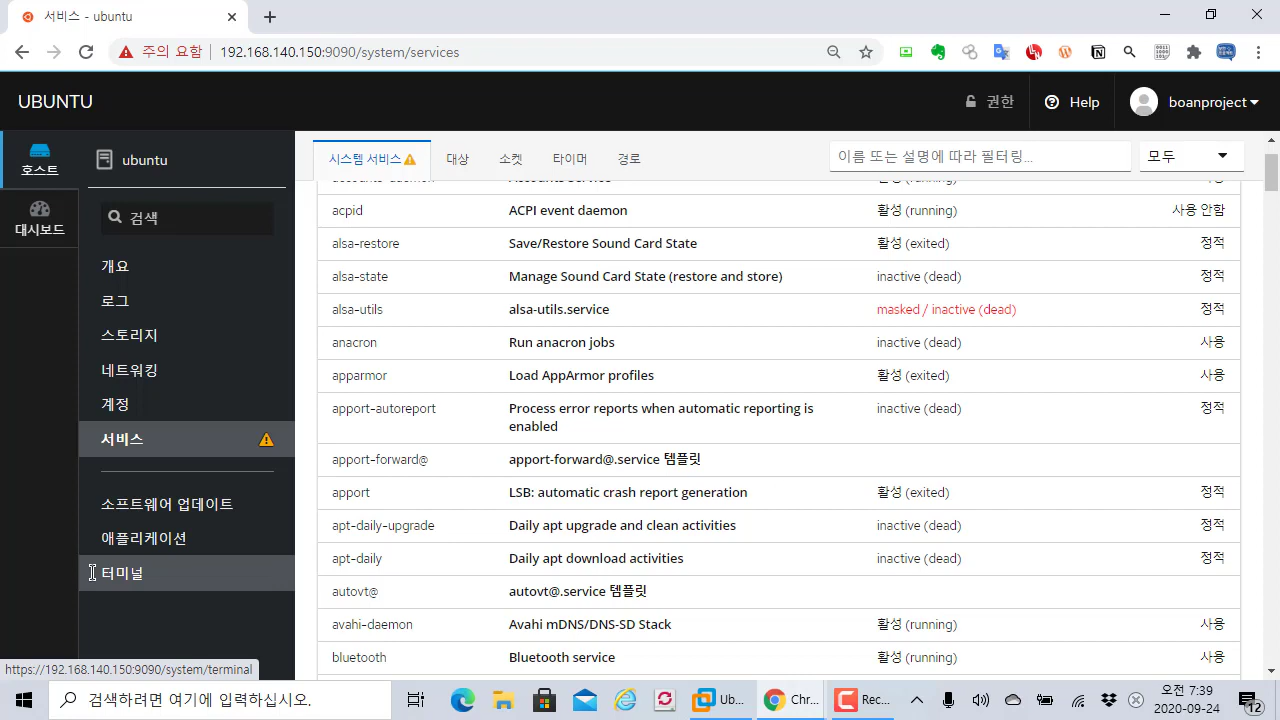 서비스 - ubuntu
주의 요함 192.168.140.150:9090/system/services
UBUNTU
권한
Help
boanproject
호스트
대시보드
ubuntu
검색
개요
로그
스토리지
네트워킹
계정
서비스
소프트웨어 업데이트
애플리케이션
터미널
시스템 서비스 대상 소켓 타이머 경로
이름 또는 설명에 따라 필터링...
모두
acpid ACPI event daemon 활성 (running) 사용 안함
alsa-restore Save/Restore Sound Card State 활성 (exited) 정적
alsa-state Manage Sound Card State (restore and store) inactive (dead) 정적
alsa-utils alsa-utils.service masked / inactive (dead) 정적
anacron Run anacron jobs inactive (dead) 사용
apparmor Load AppArmor profiles 활성 (exited) 사용
apport-autoreport Process error reports when automatic reporting is inactive (dead) 정적
enabled
apport-forward@ apport-forward@.service 템플릿
apport LSB: automatic crash report generation 활성 (exited) 정적
apt-daily-upgrade Daily apt upgrade and clean activities inactive (dead) 정적
apt-daily Daily apt download activities inactive (dead) 정적
autovt@ autovt@.service 템플릿
avahi-daemon Avahi mDNS/DNS-SD Stack 활성 (running) 사용
bluetooth Bluetooth service 활성 (running) 사용
https://192.168.140.150:9090/system/terminal
검색하려면 여기에 입력하십시오.
Ub...
Chr...
Rec...
오전 7:39
2020-09-24
12